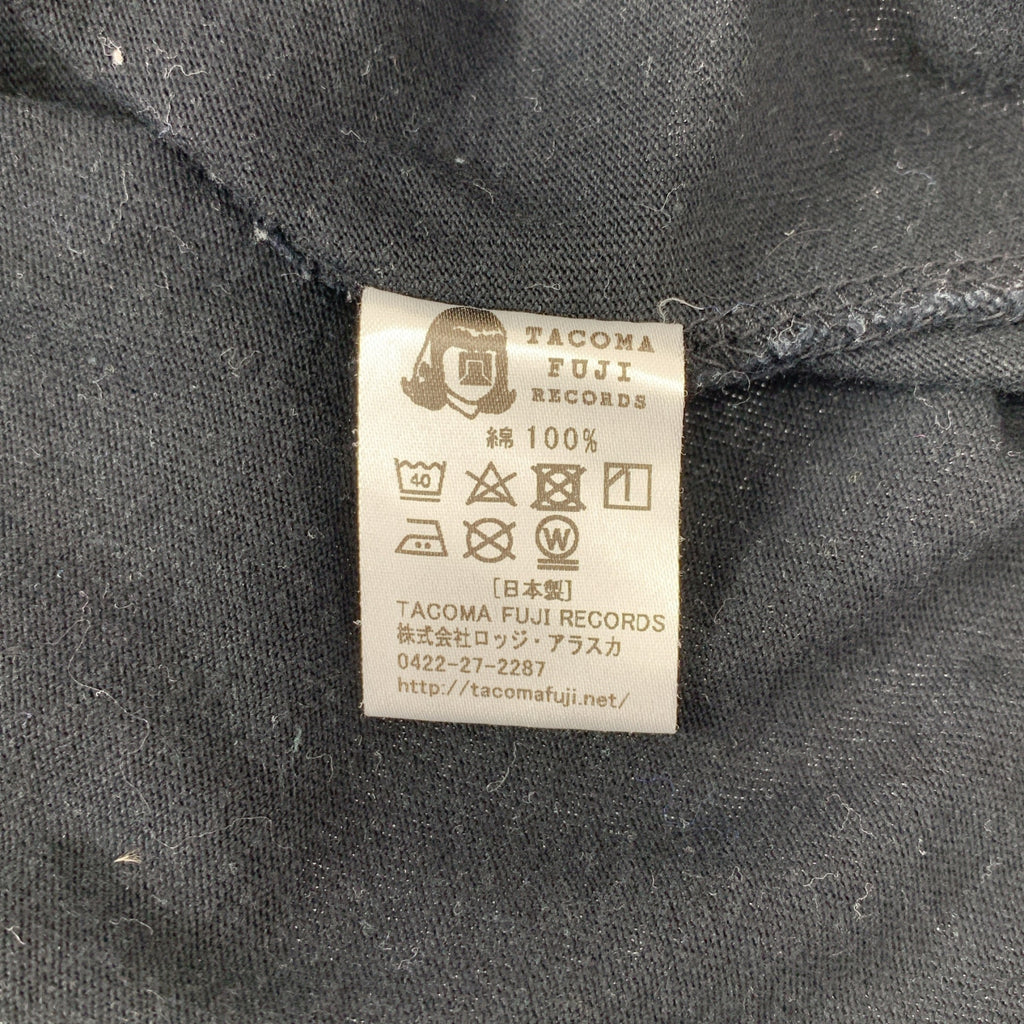 TACOMA
FUJI
RECORDS
綿 100%
40
W
[日本製]
TACOMA FUJI RECORDS
株式会社ロッジ・アラスカ
0422-27-2287
http://tacomafuji.net/